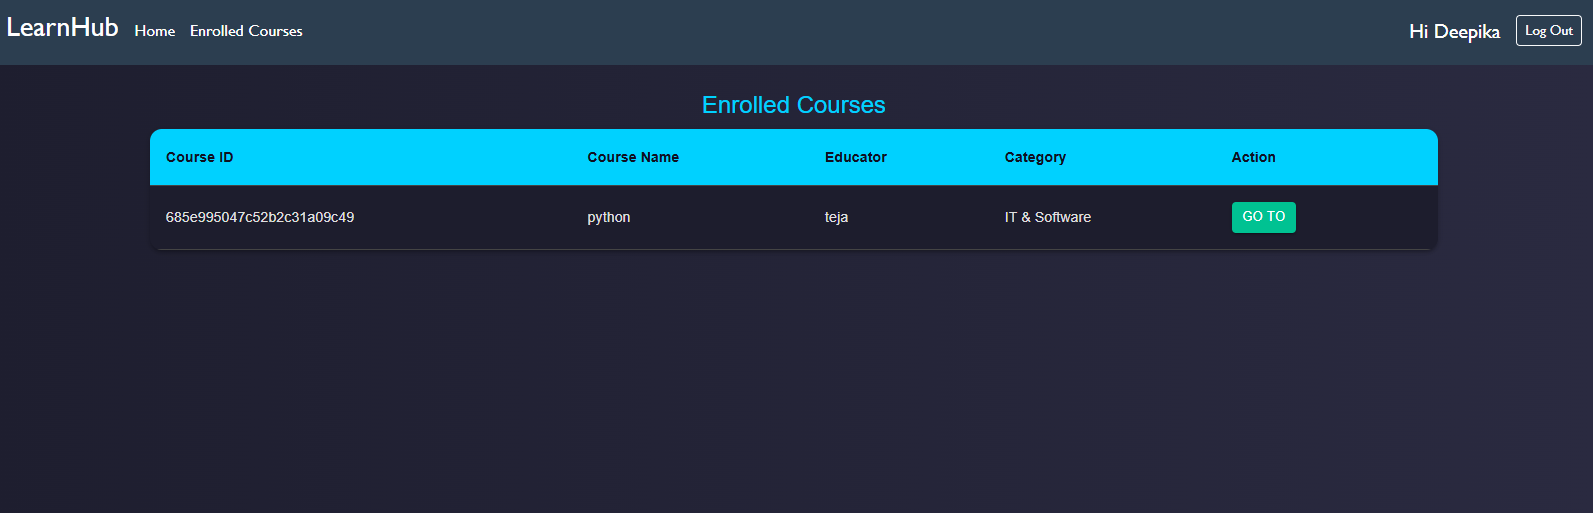 LearnHub Home Enrolled Courses Hi Deepika Log Out
Enrolled Courses
Course ID Course Name Educator Category Action
685e995047c52b2c31a09c49 python teja IT & Software GO TO